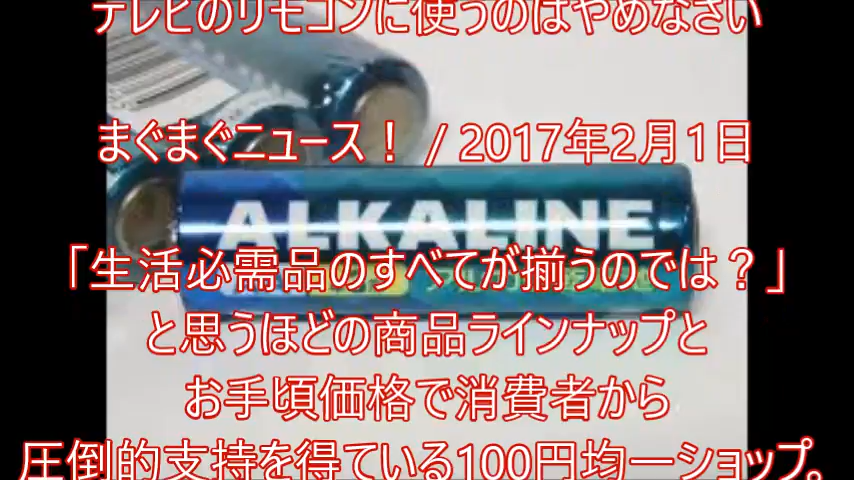 テレビのリモコンに使うのはやめなさい
まぐまぐニュース！ / 2017年2月1日
ALKALINE
「生活必需品のすべてが揃うのでは？」
と思うほどの商品ラインナップと
お手頃価格で消費者から
圧倒的支持を得ている100円均一ショップ。